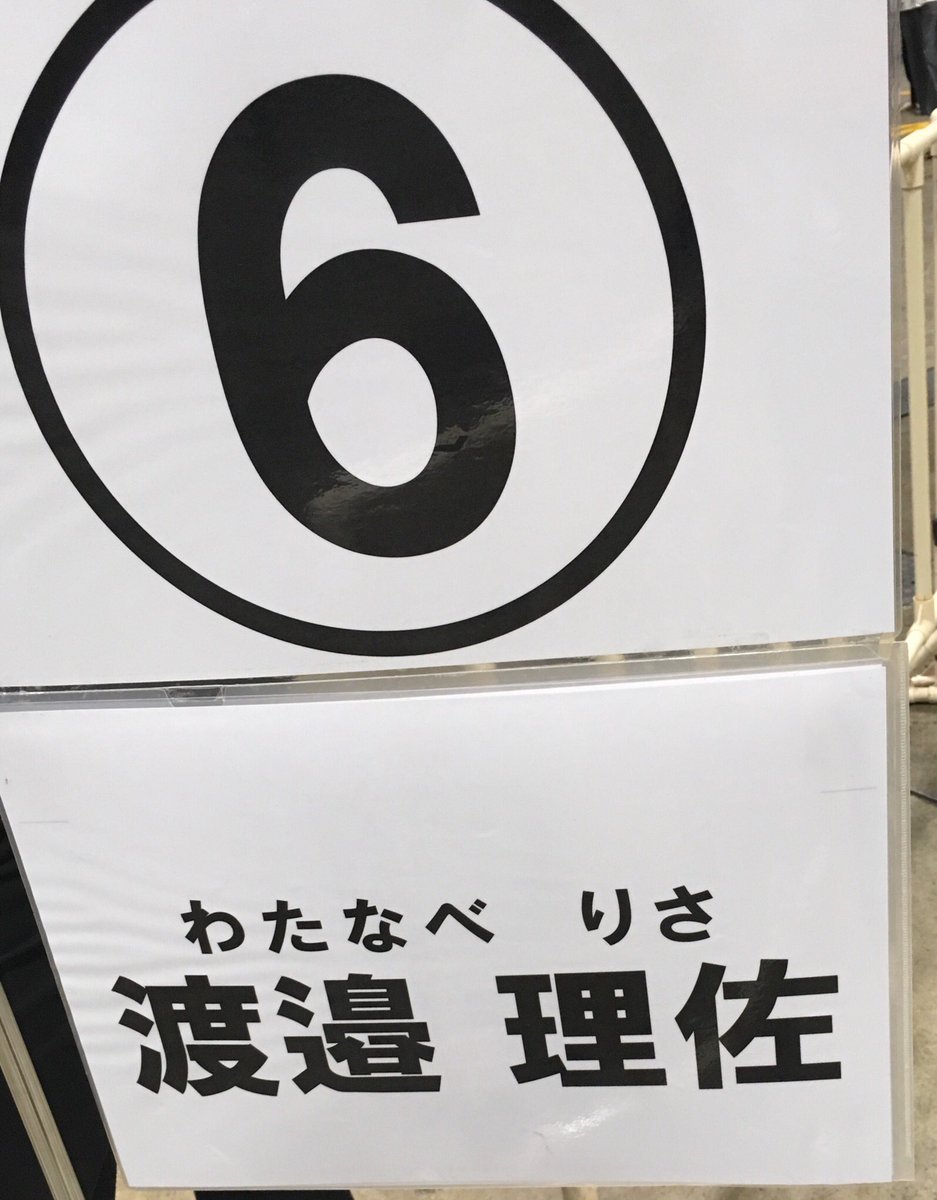 ⑥
わたなべ りさ
渡邉 理佐